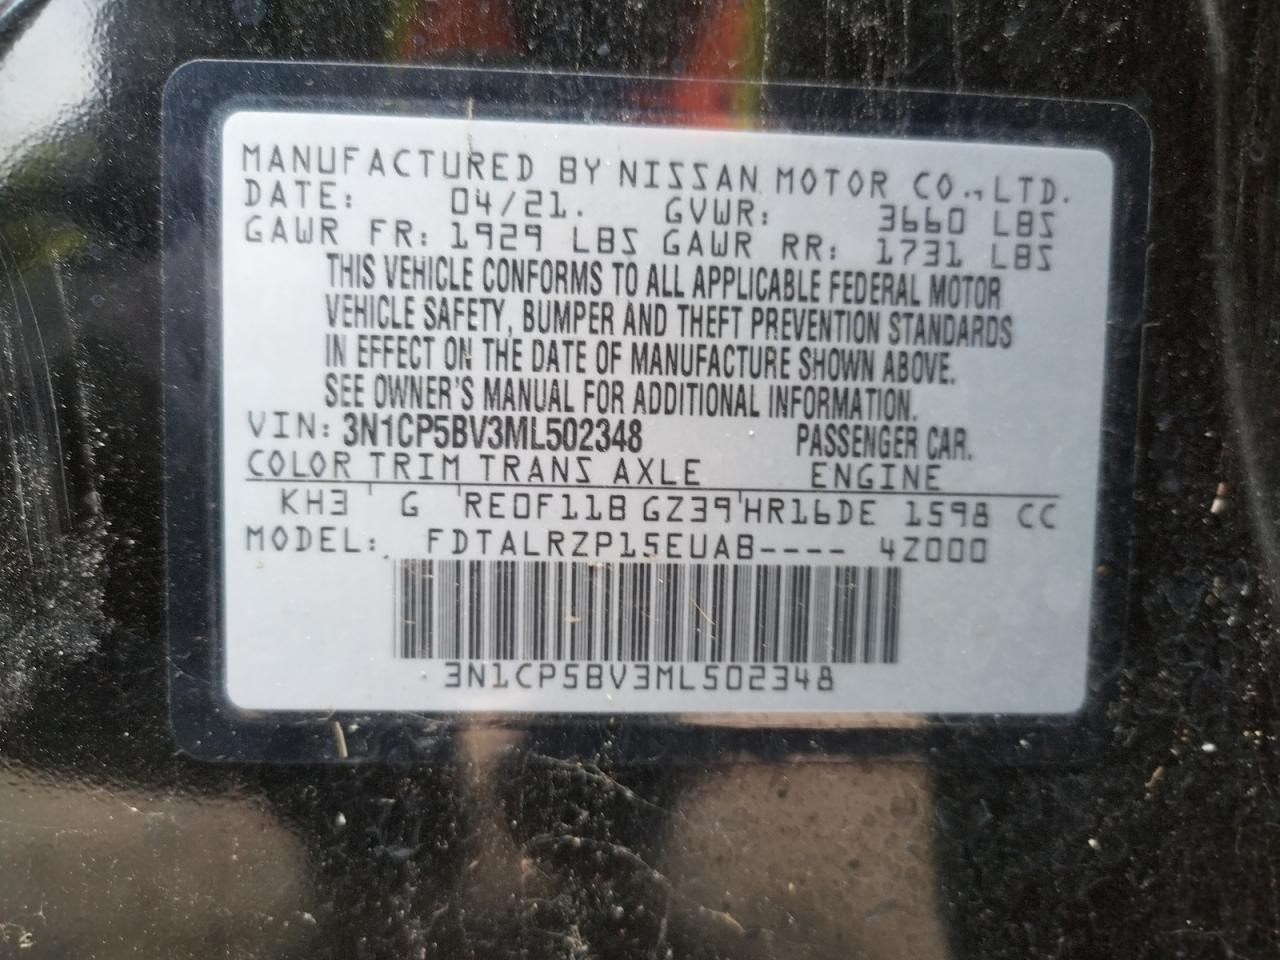 MANUFACTURED BY NISSAN MOTOR CO.,LTD.
DATE: 04/21. GVWR: 3660 LBS
GAWR FR: 1929 LBS GAWR RR: 1731 LBS
THIS VEHICLE CONFORMS TO ALL APPLICABLE FEDERAL MOTOR
VEHICLE SAFETY, BUMPER AND THEFT PREVENTION STANDARDS
IN EFFECT ON THE DATE OF MANUFACTURE SHOWN ABOVE.
SEE OWNER'S MANUAL FOR ADDITIONAL INFORMATION.
VIN: 3N1CP5BV3ML502348 PASSENGER CAR.
COLOR TRIM TRANS AXLE ENGINE
KH3 ' G 'RE0F11B GZ39'HR16DE 1598 CC
MODEL: FDTALRZP15EUAB---- 4Z000
3N1CP5BV3ML502348